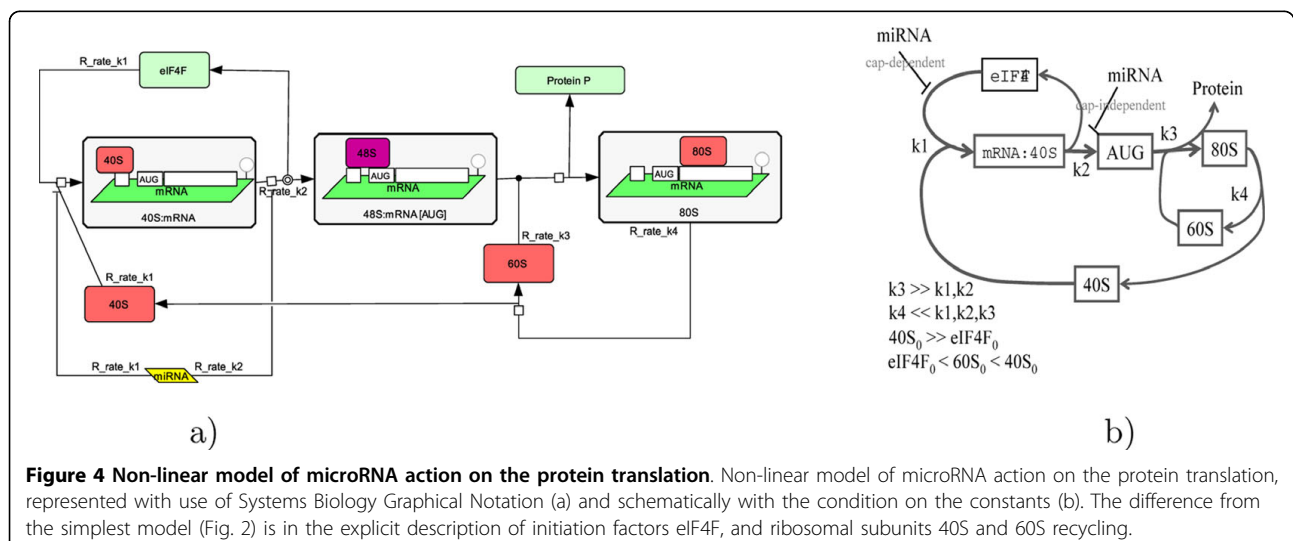 R_rate_k1
eIF4F
Protein P
40S
AUG
mRNA
40S:mRNA
R_rate_k2
48S
AUG
mRNA
48S:mRNA [AUG]
80S
AUG
mRNA
80S
R_rate_k3
R_rate_k4
60S
R_rate_k1
40S
R_rate_k1
miRNA
R_rate_k2
a)
miRNA
cap-dependent
miRNA
cap-independent
Protein
k1
mRNA:40S
k2
AUG
k3
80S
k4
60S
40S
k3 >> k1,k2
k4 << k1,k2,k3
40S₀ >> eIF4F₀
eIF4F₀ < 60S₀ < 40S₀
b)
Figure 4 Non-linear model of microRNA action on the protein translation. Non-linear model of microRNA action on the protein translation,
represented with use of Systems Biology Graphical Notation (a) and schematically with the condition on the constants (b). The difference from
the simplest model (Fig. 2) is in the explicit description of initiation factors eIF4F, and ribosomal subunits 40S and 60S recycling.